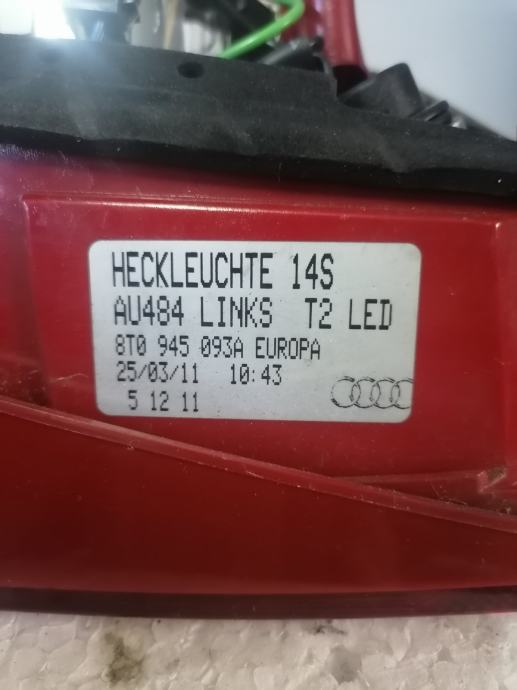 HECKLEUCHTE 14S
AU484 LINKS T2 LED
8T0 945 093A EUROPA
25/03/11 10:43
5 12 11